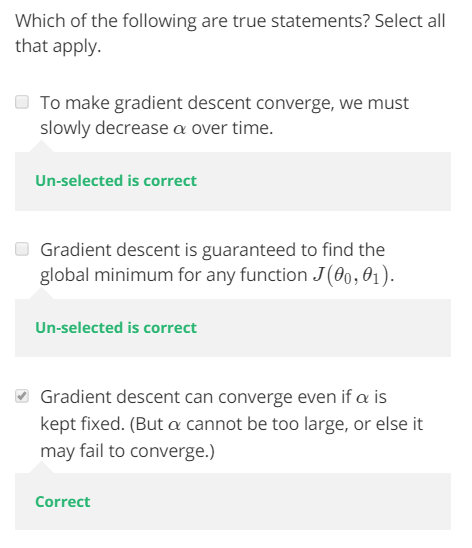 Which of the following are true statements? Select all
that apply.
To make gradient descent converge, we must
slowly decrease α over time.
Un-selected is correct
Gradient descent is guaranteed to find the
global minimum for any function J(θ₀, θ₁).
Un-selected is correct
Gradient descent can converge even if α is
kept fixed. (But α cannot be too large, or else it
may fail to converge.)
Correct